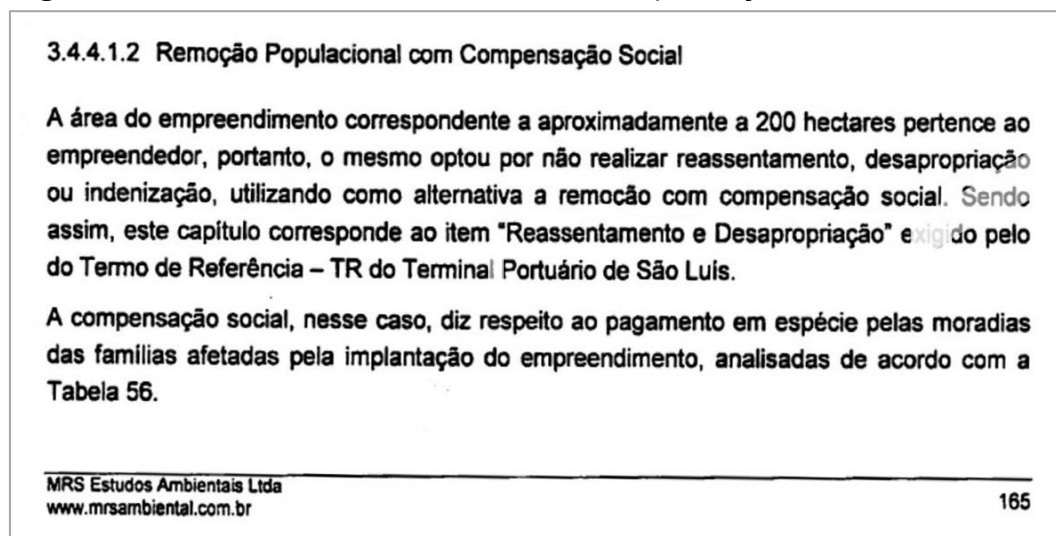 3.4.4.1.2 Remoção Populacional com Compensação Social
A área do empreendimento correspondente a aproximadamente a 200 hectares pertence ao
empreendedor, portanto, o mesmo optou por não realizar reassentamento, desapropriação
ou indenização, utilizando como alternativa a remoção com compensação social. Sendo
assim, este capítulo corresponde ao item "Reassentamento e Desapropriação" exigido pelo
do Termo de Referência – TR do Terminal Portuário de São Luís.
A compensação social, nesse caso, diz respeito ao pagamento em espécie pelas moradias
das famílias afetadas pela implantação do empreendimento, analisadas de acordo com a
Tabela 56.
MRS Estudos Ambientais Ltda
www.mrsambiental.com.br
165